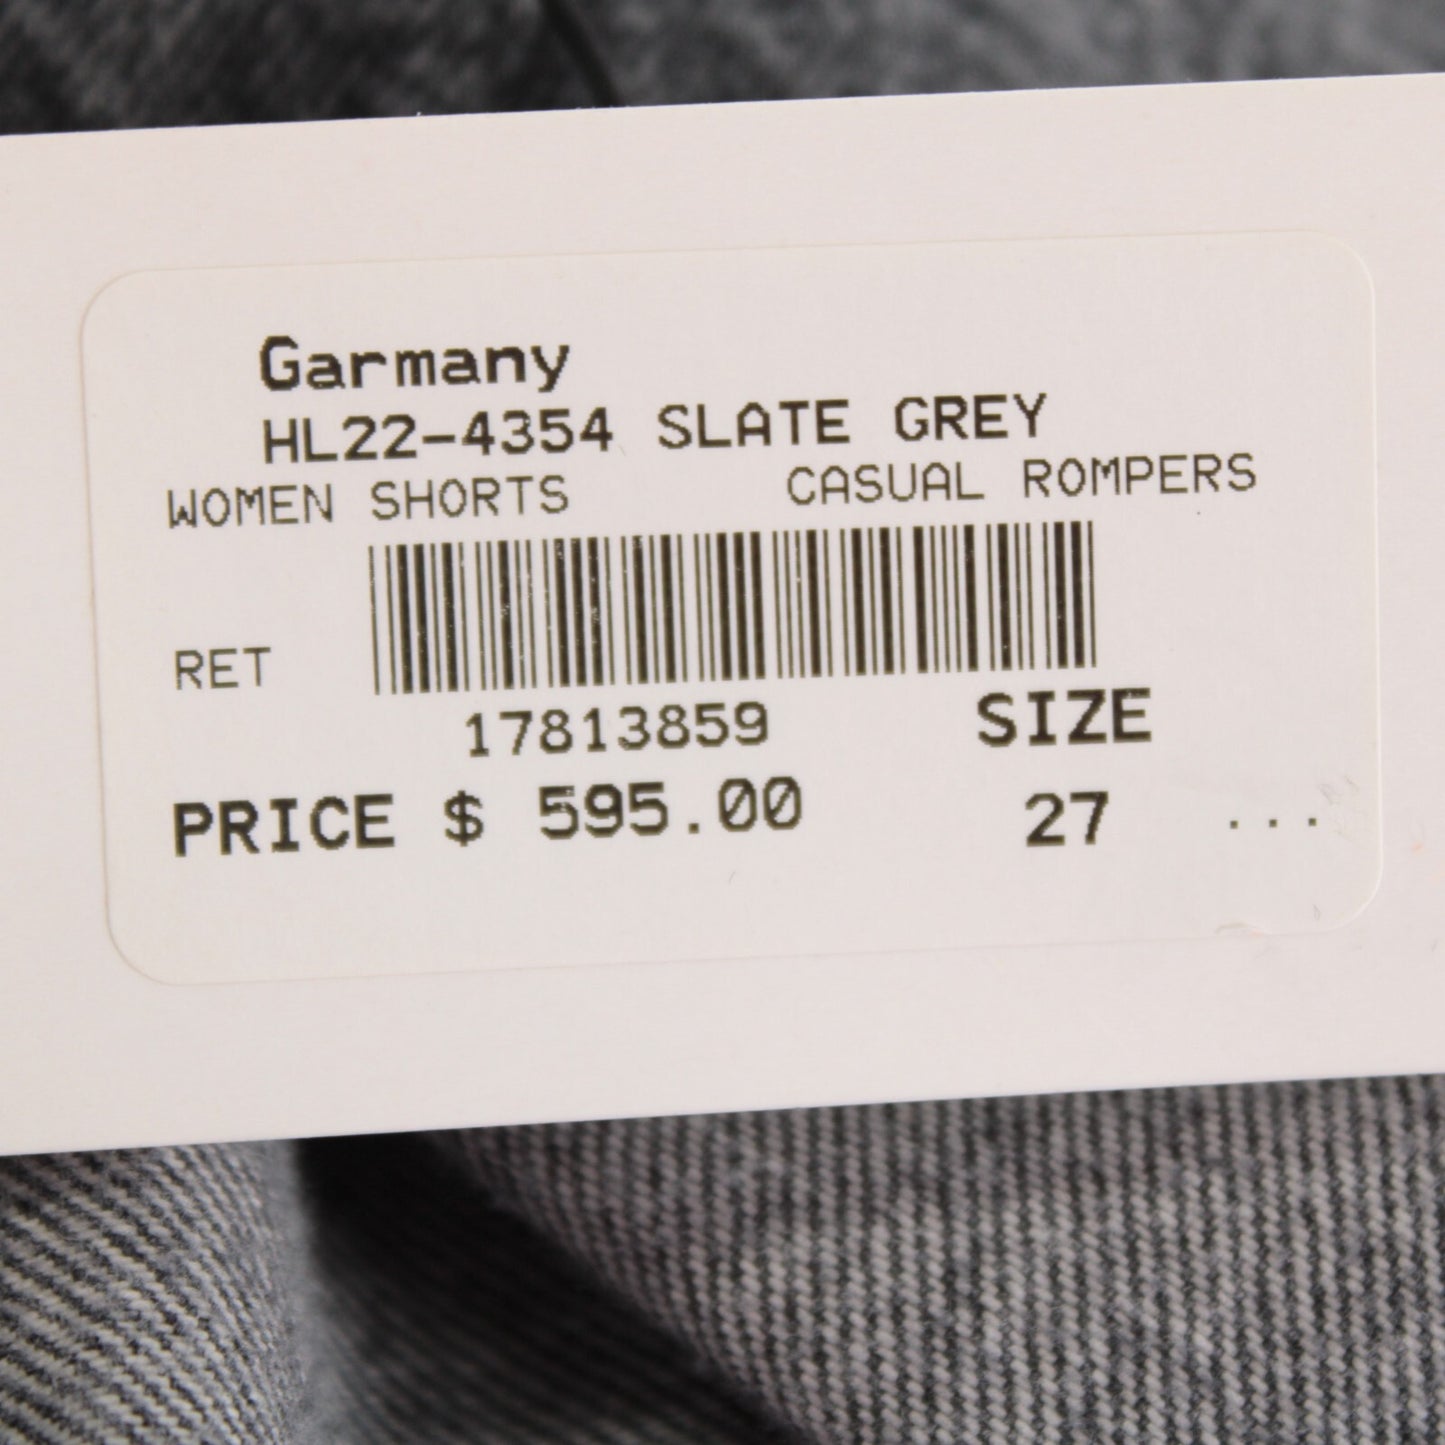 Garmany
HL22-4354 SLATE GREY
WOMEN SHORTS CASUAL ROMPERS
RET
17813859 SIZE
PRICE $ 595.00 27 ...